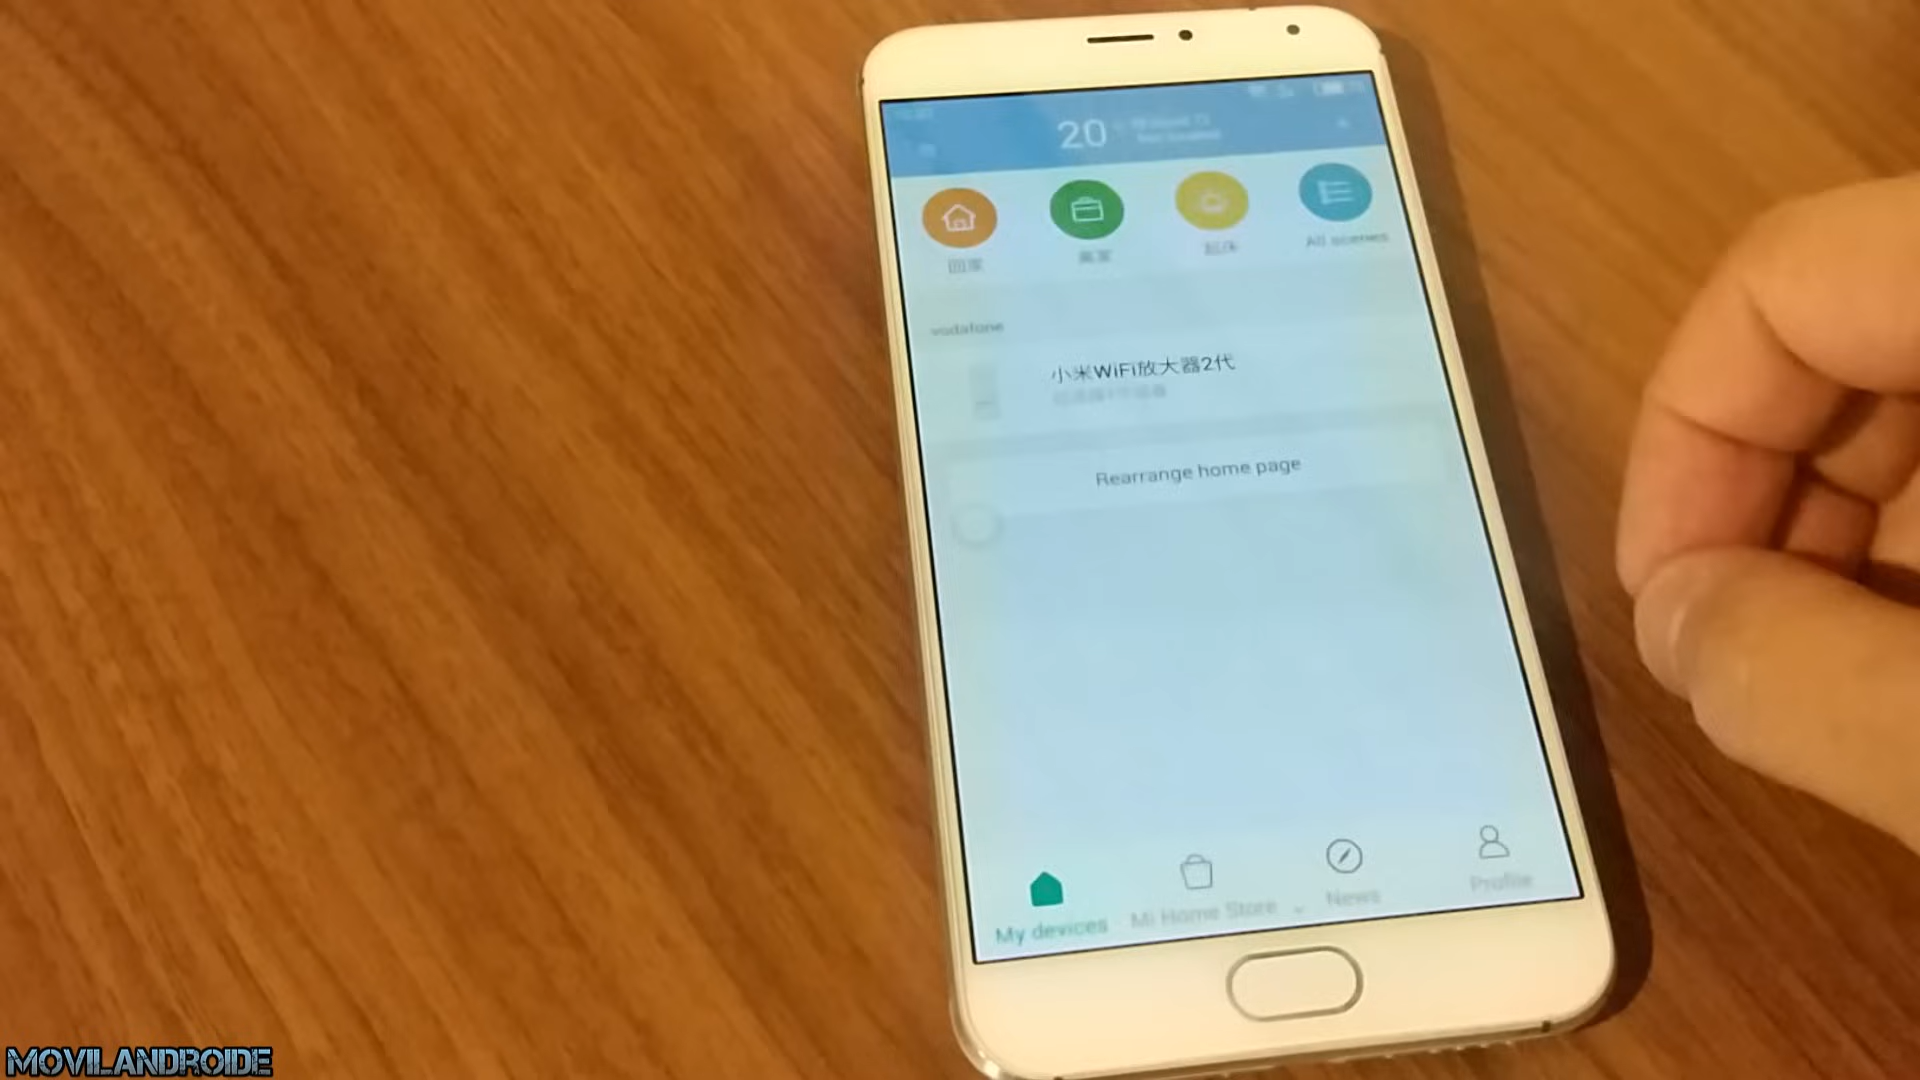 20
回家
离家
起床
All scenes
vodafone
小米WiFi放大器2代
Rearrange home page
My devices
Mi Home Store
News
Profile
MOVILANDROIDE